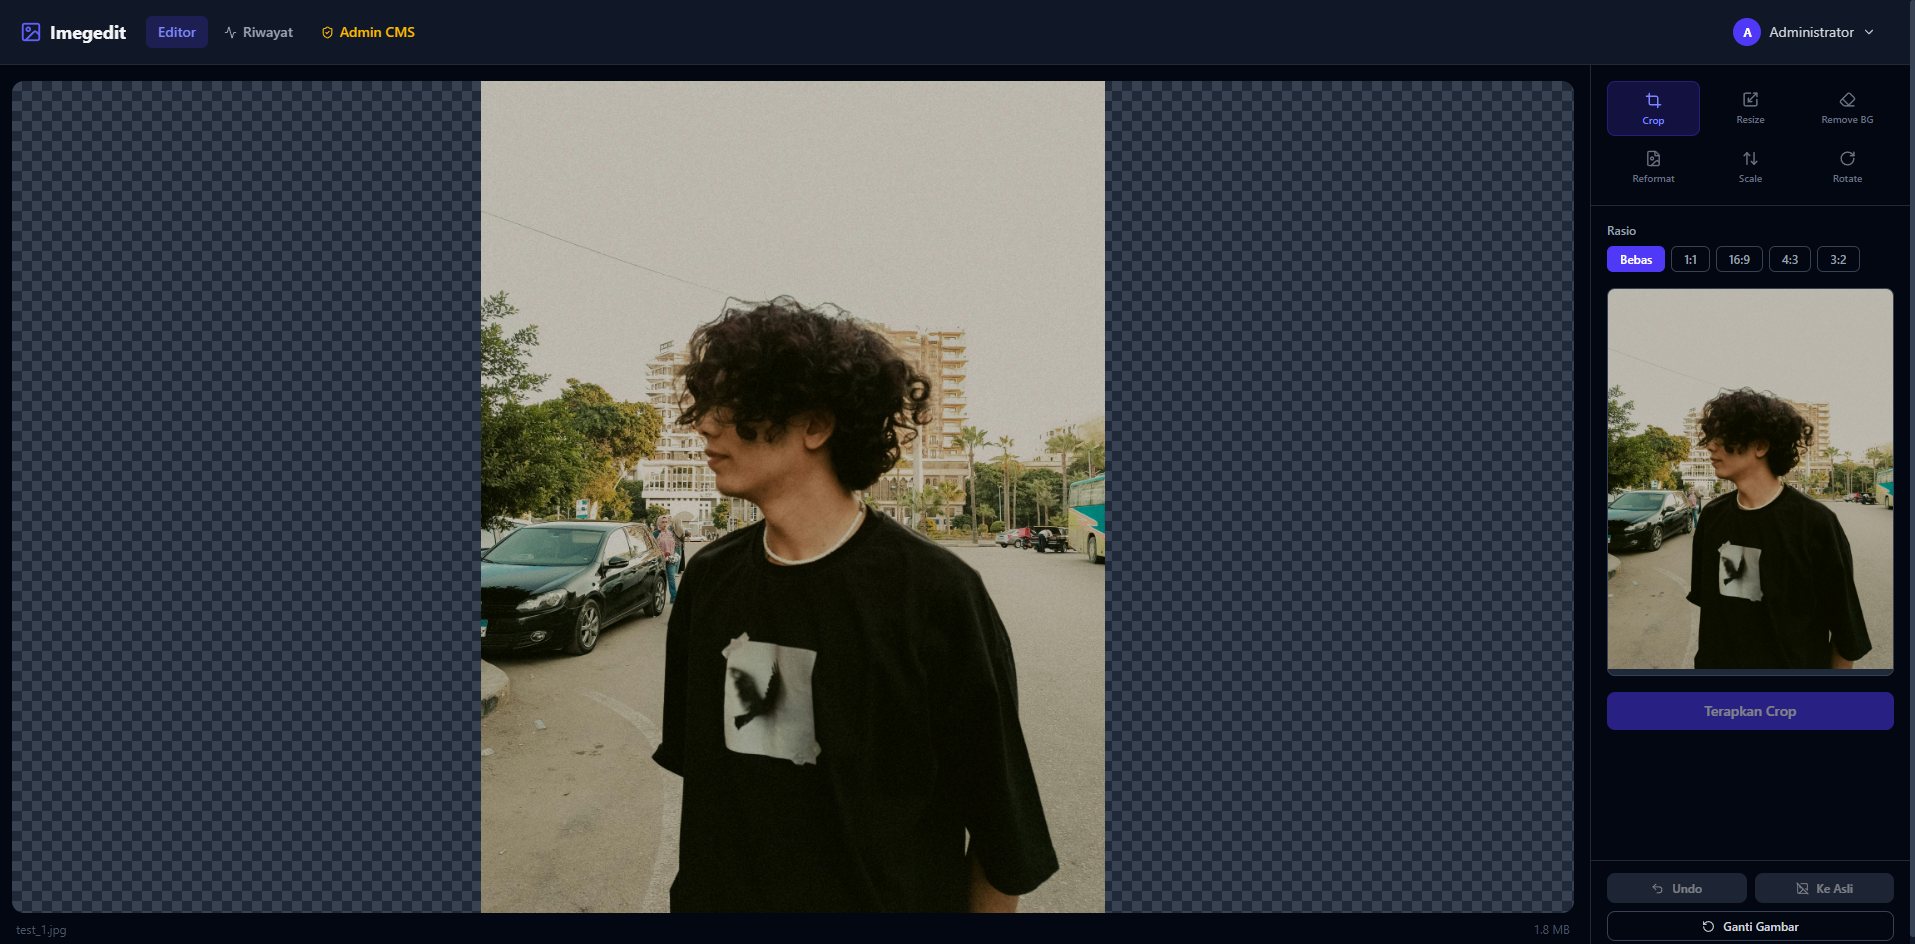 Imegedit
Editor
Riwayat
Admin CMS
A
Administrator
Crop
Resize
Remove BG
Reformat
Scale
Rotate
Rasio
Bebas
1:1
16:9
4:3
3:2
Terapkan Crop
Undo
Ke Asli
Ganti Gambar
test_1.jpg
1.8 MB